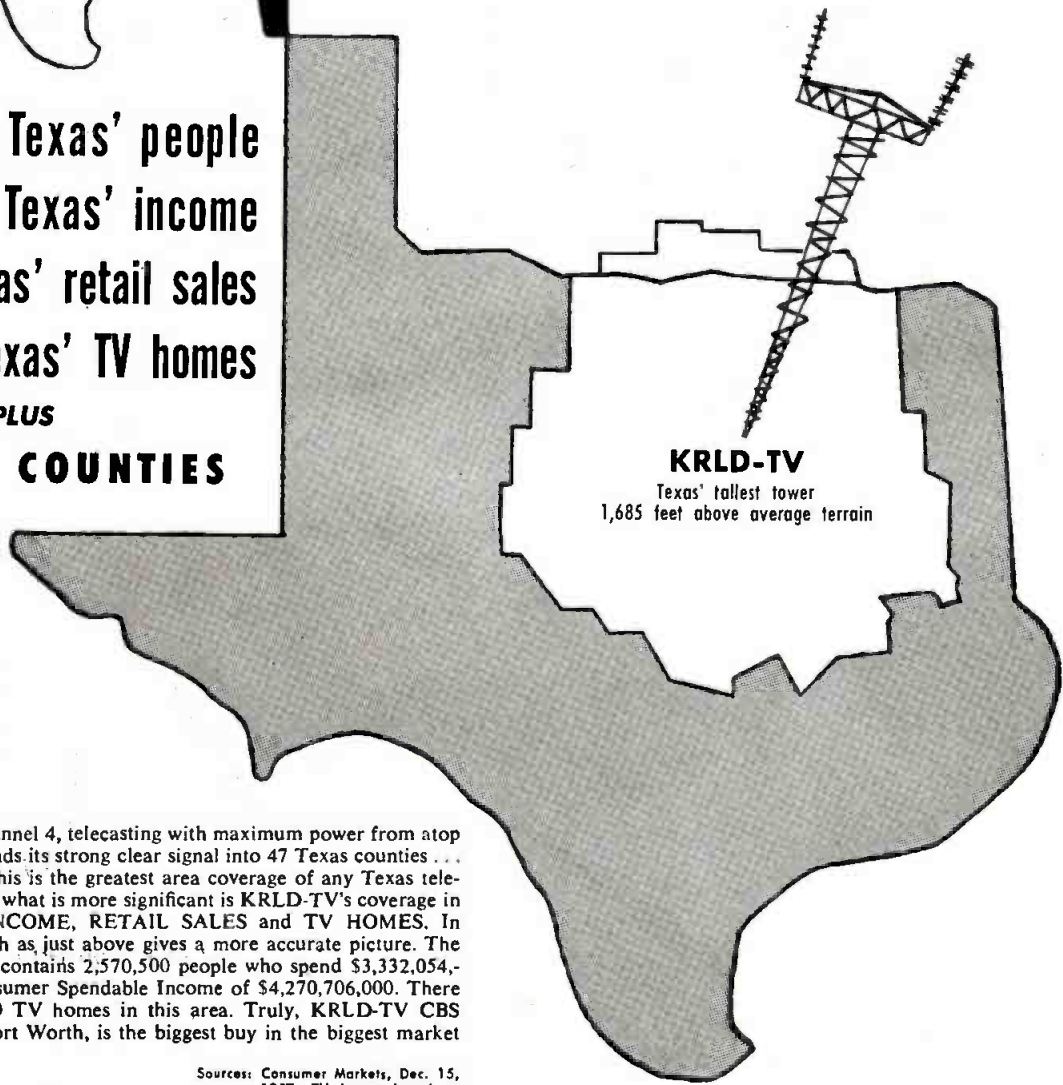 Texas' people
Texas' income
as' retail sales
exas' TV homes
PLUS
COUNTIES
KRLD-TV
Texas' tallest tower
1,685 feet above average terrain
nnel 4, telecasting with maximum power from atop
nds its strong clear signal into 47 Texas counties . . .
his is the greatest area coverage of any Texas tele-
what is more significant is KRLD-TV's coverage in
NCOME, RETAIL SALES and TV HOMES. In
h as just above gives a more accurate picture. The
contains 2,570,500 people who spend $3,332,054,-
sumer Spendable Income of $4,270,706,000. There
TV homes in this area. Truly, KRLD-TV CBS
ort Worth, is the biggest buy in the biggest market
Sources: Consumer Markets, Dec. 15,